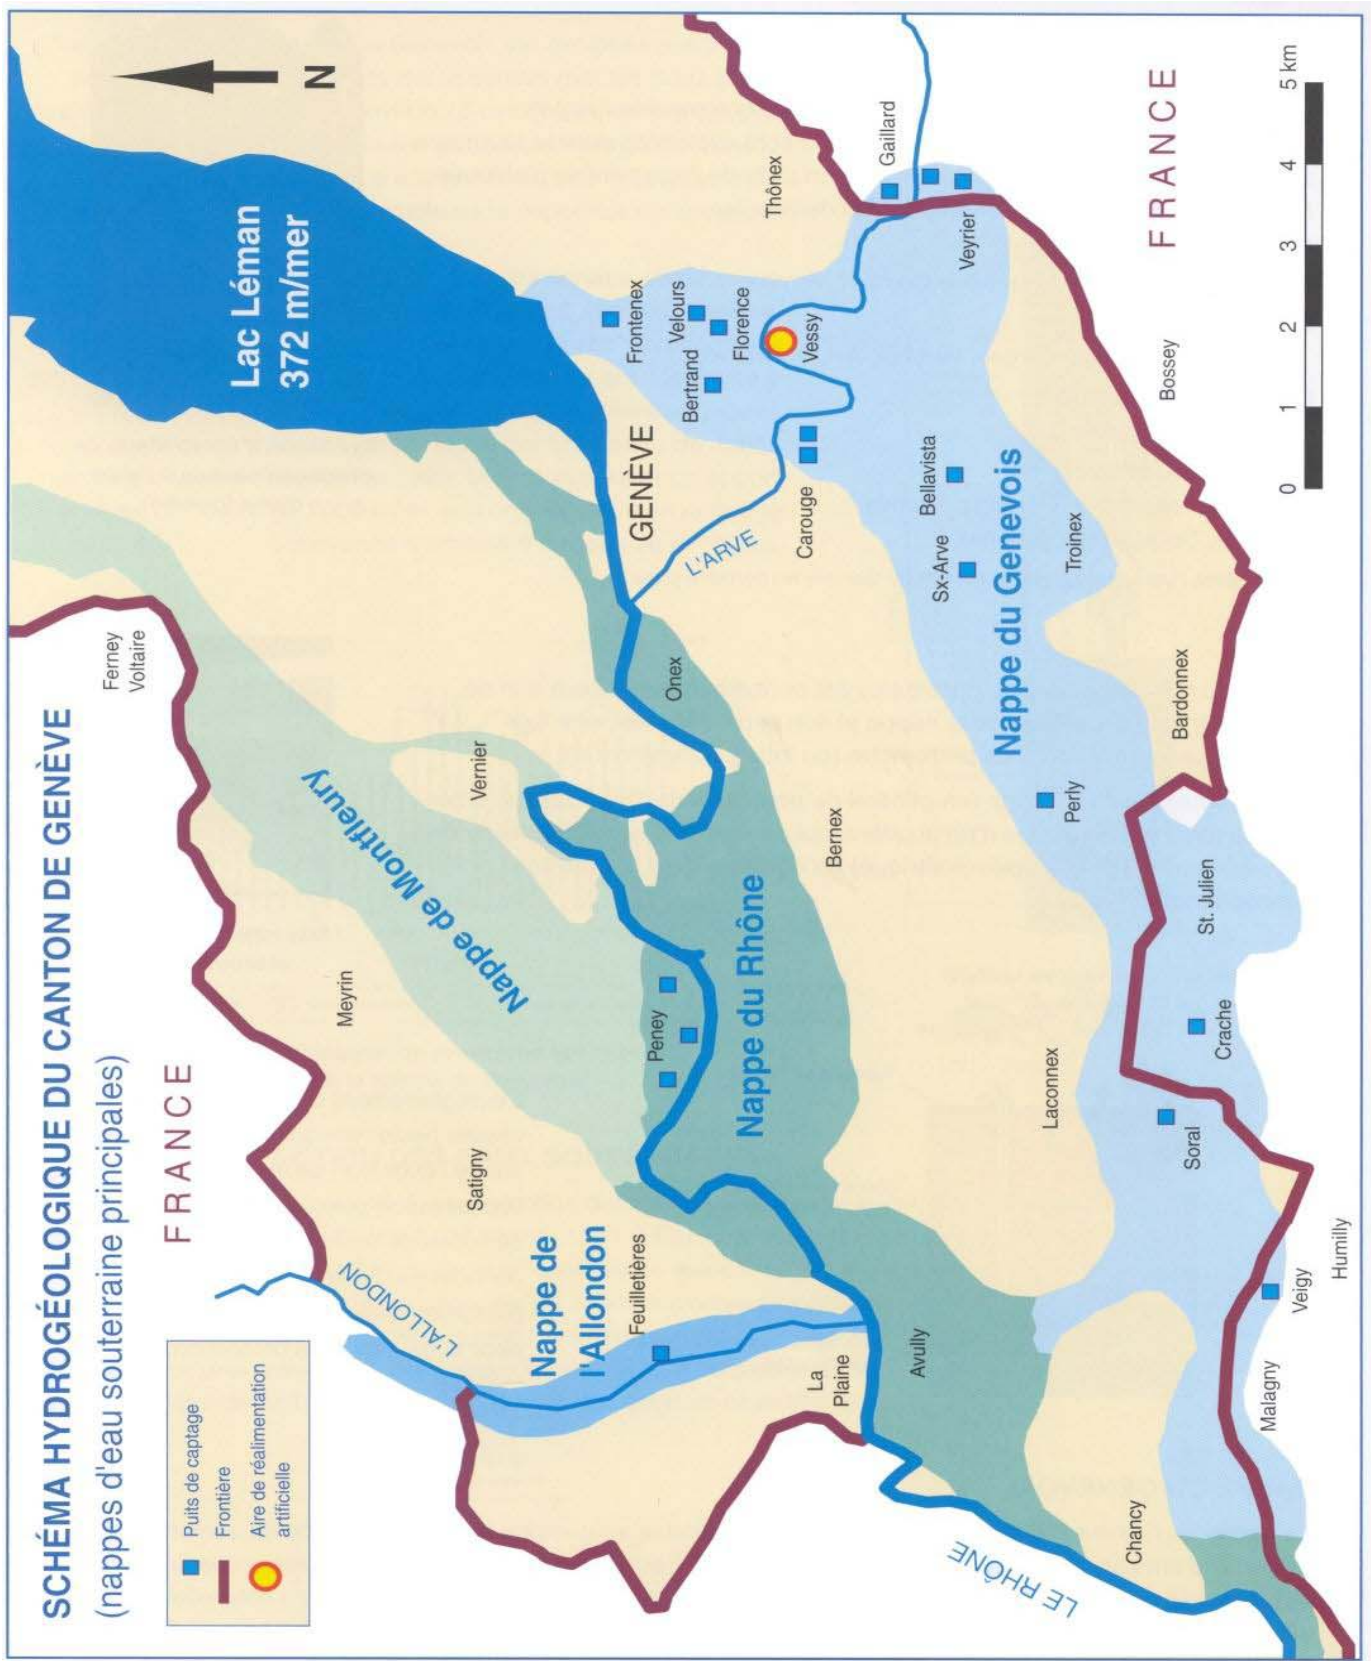 SCHÉMA HYDROGÉOLOGIQUE DU CANTON DE GENÈVE
(nappes d'eau souterraine principales)
FRANCE
Puits de captage
Frontière
Aire de réalimentation
artificielle
N
Lac Léman
372 m/mer
Ferney
Voltaire
Meyrin
Satigny
Vernier
Nappe de Montfleury
L'ALLONDON
Nappe de
l'Allondon
Feuilletières
Peney
Nappe du Rhône
Onex
Bernex
GENÈVE
L'ARVE
Frontenex
Velours
Bertrand
Florence
Vessy
Thônex
Gaillard
Veyrier
Carouge
Bellavista
Sx-Arve
Nappe du Genevois
Troinex
Bossey
FRANCE
La
Plaine
Avully
Laconnex
Perly
Bardonnex
St. Julien
Crache
Soral
Chancy
LE RHÔNE
Malagny
Veigy
Humilly
0 1 2 3 4 5 km